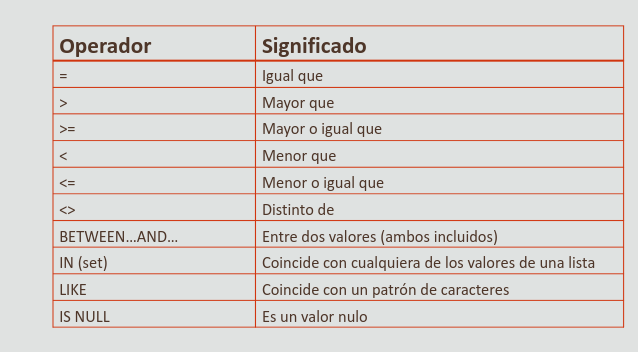 Operador Significado
= Igual que
> Mayor que
>= Mayor o igual que
< Menor que
<= Menor o igual que
<> Distinto de
BETWEEN...AND... Entre dos valores (ambos incluidos)
IN (set) Coincide con cualquiera de los valores de una lista
LIKE Coincide con un patrón de caracteres
IS NULL Es un valor nulo